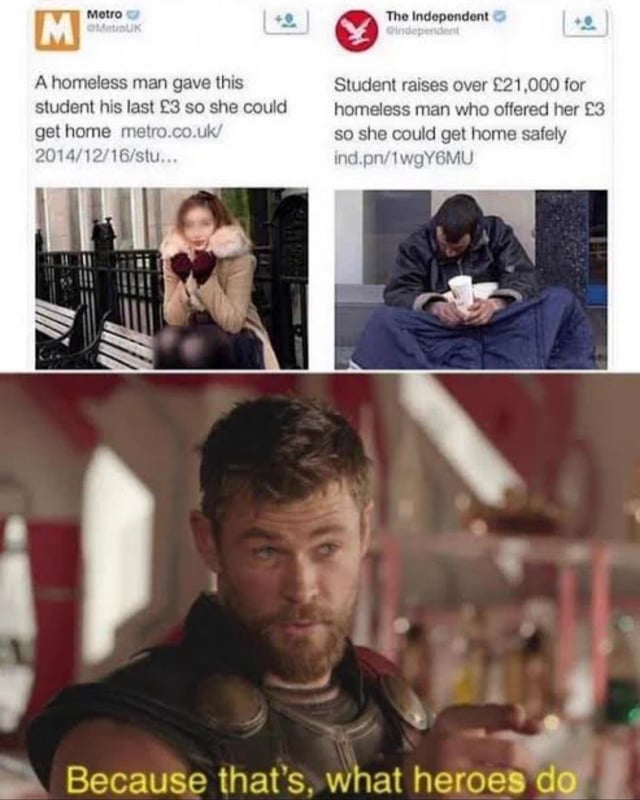 Metro
@MetroUK
A homeless man gave this
student his last £3 so she could
get home metro.co.uk/
2014/12/16/stu...
The Independent
@Independent
Student raises over £21,000 for
homeless man who offered her £3
so she could get home safely
ind.pn/1wgY6MU
Because that's, what heroes do